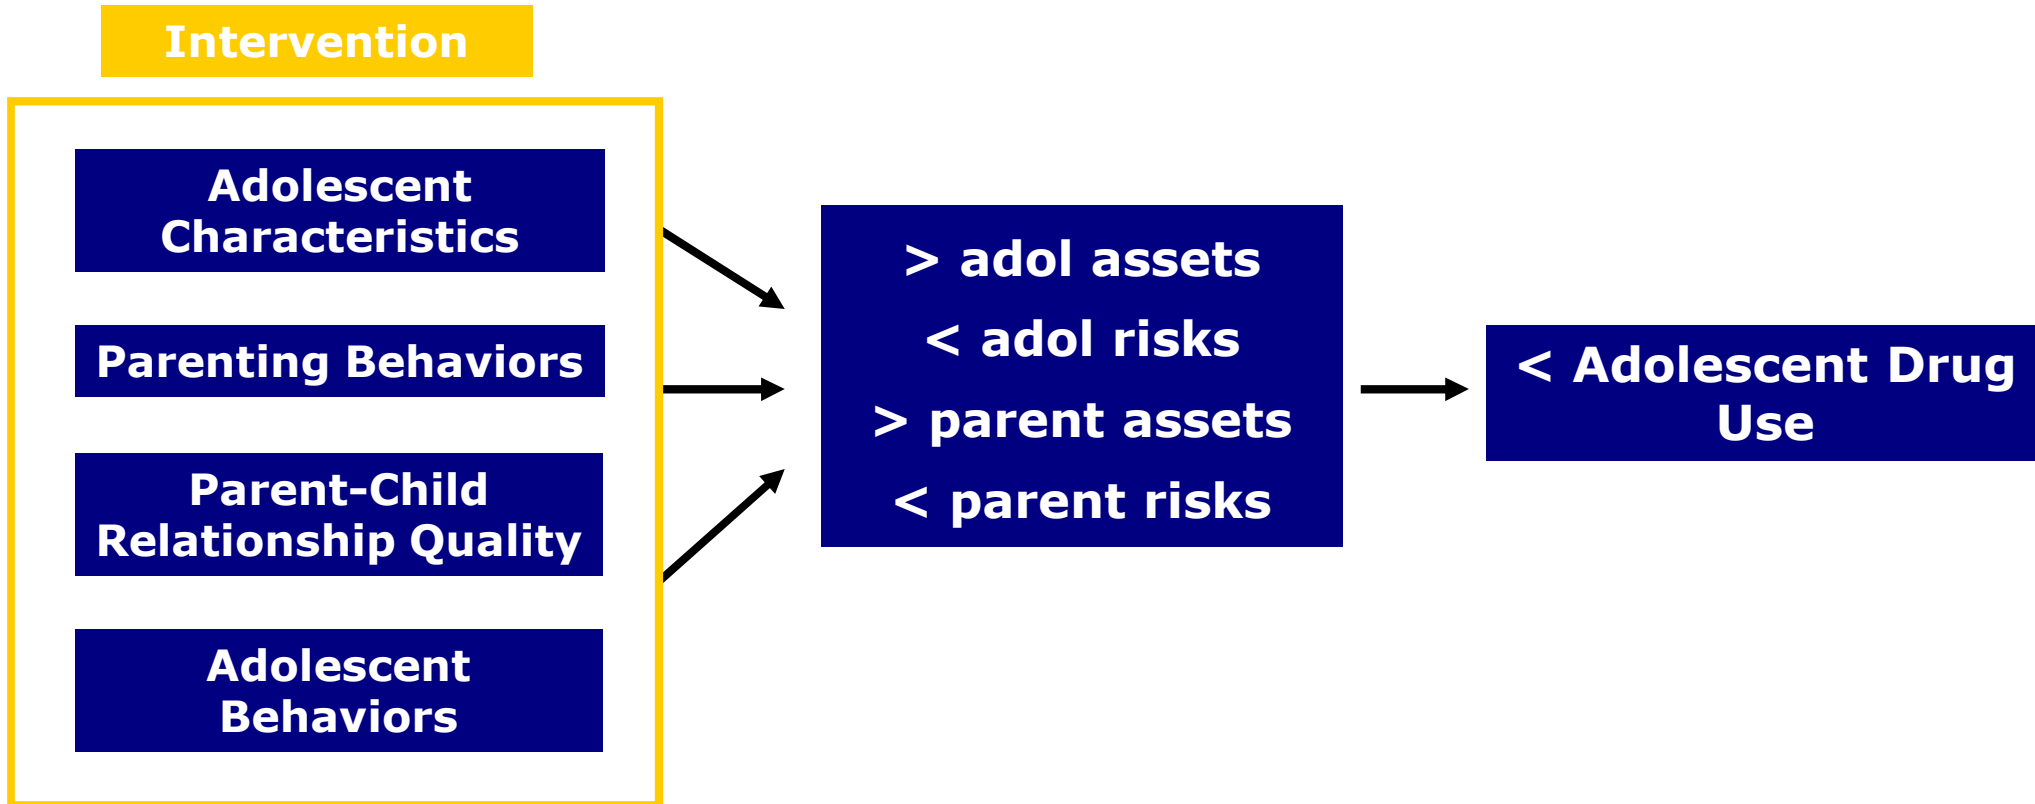 Intervention
Adolescent
Characteristics
Parenting Behaviors
Parent-Child
Relationship Quality
Adolescent
Behaviors
> adol assets
< adol risks
> parent assets
< parent risks
< Adolescent Drug
Use